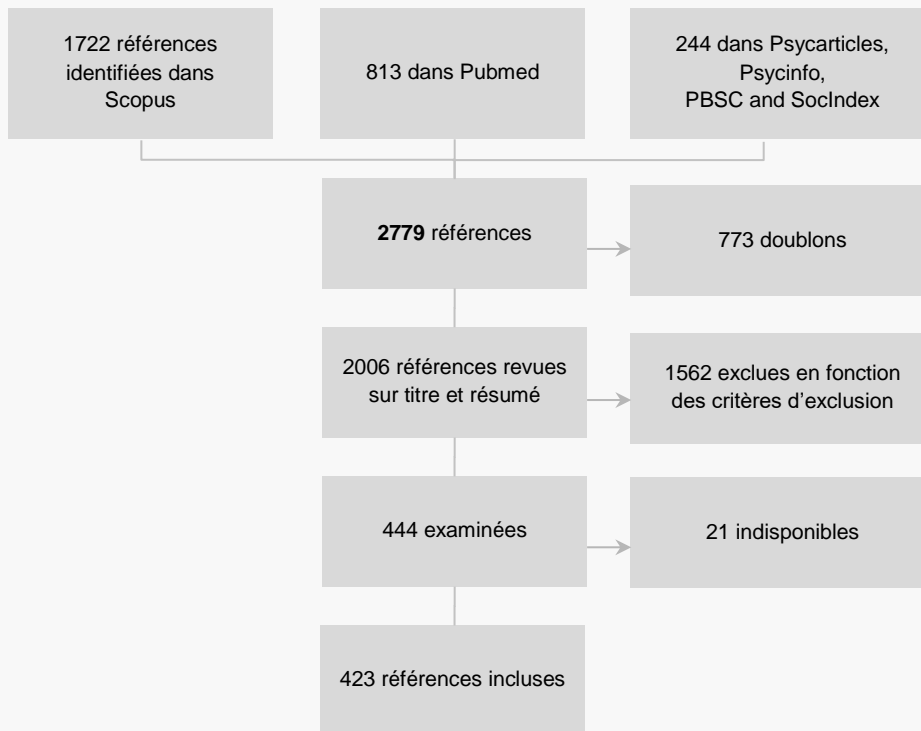 1722 références
identifiées dans
Scopus
813 dans Pubmed
244 dans Psycarticles,
Psycinfo,
PBSC and SocIndex
2779 références
773 doublons
2006 références revues
sur titre et résumé
1562 exclues en fonction
des critères d’exclusion
444 examinées
21 indisponibles
423 référence incluses